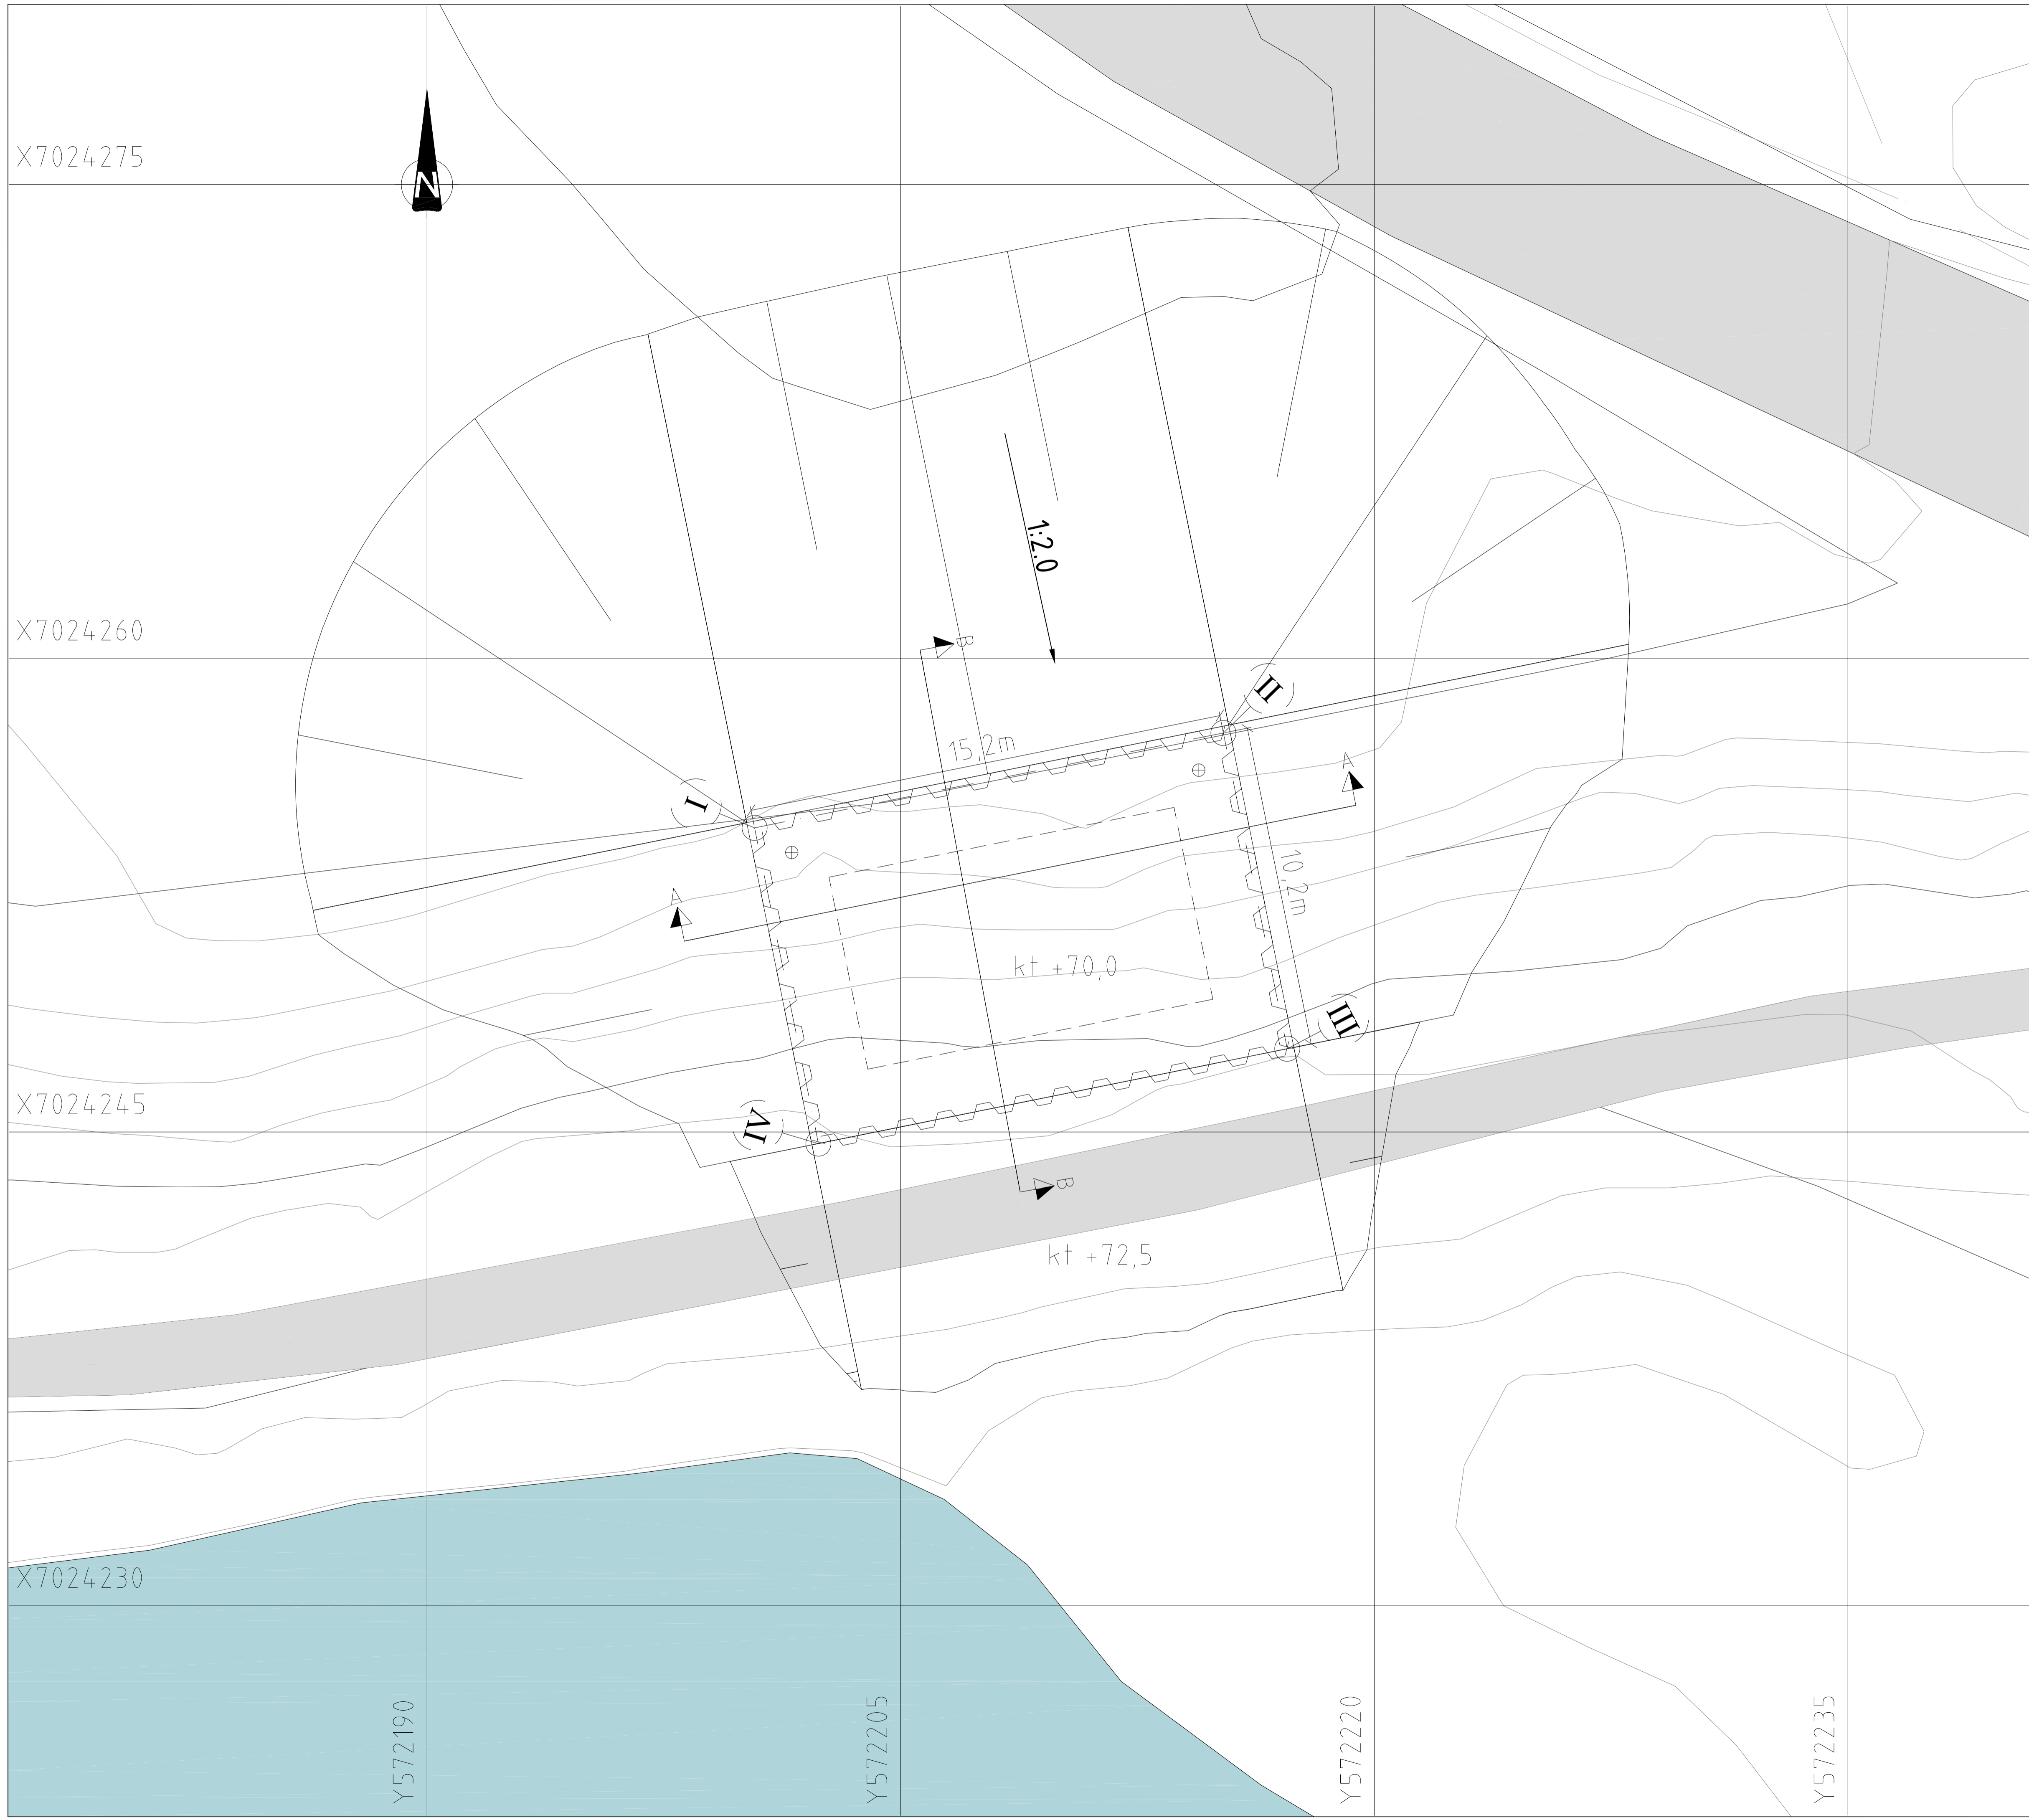 X7024275
N
1:2.0
X7024260
B
II
15,2m
A
I
10,2m
A
kt +70,0
III
X7024245
IV
B
kt +72,5
X7024230
Y572190
Y572205
Y572220
Y572235